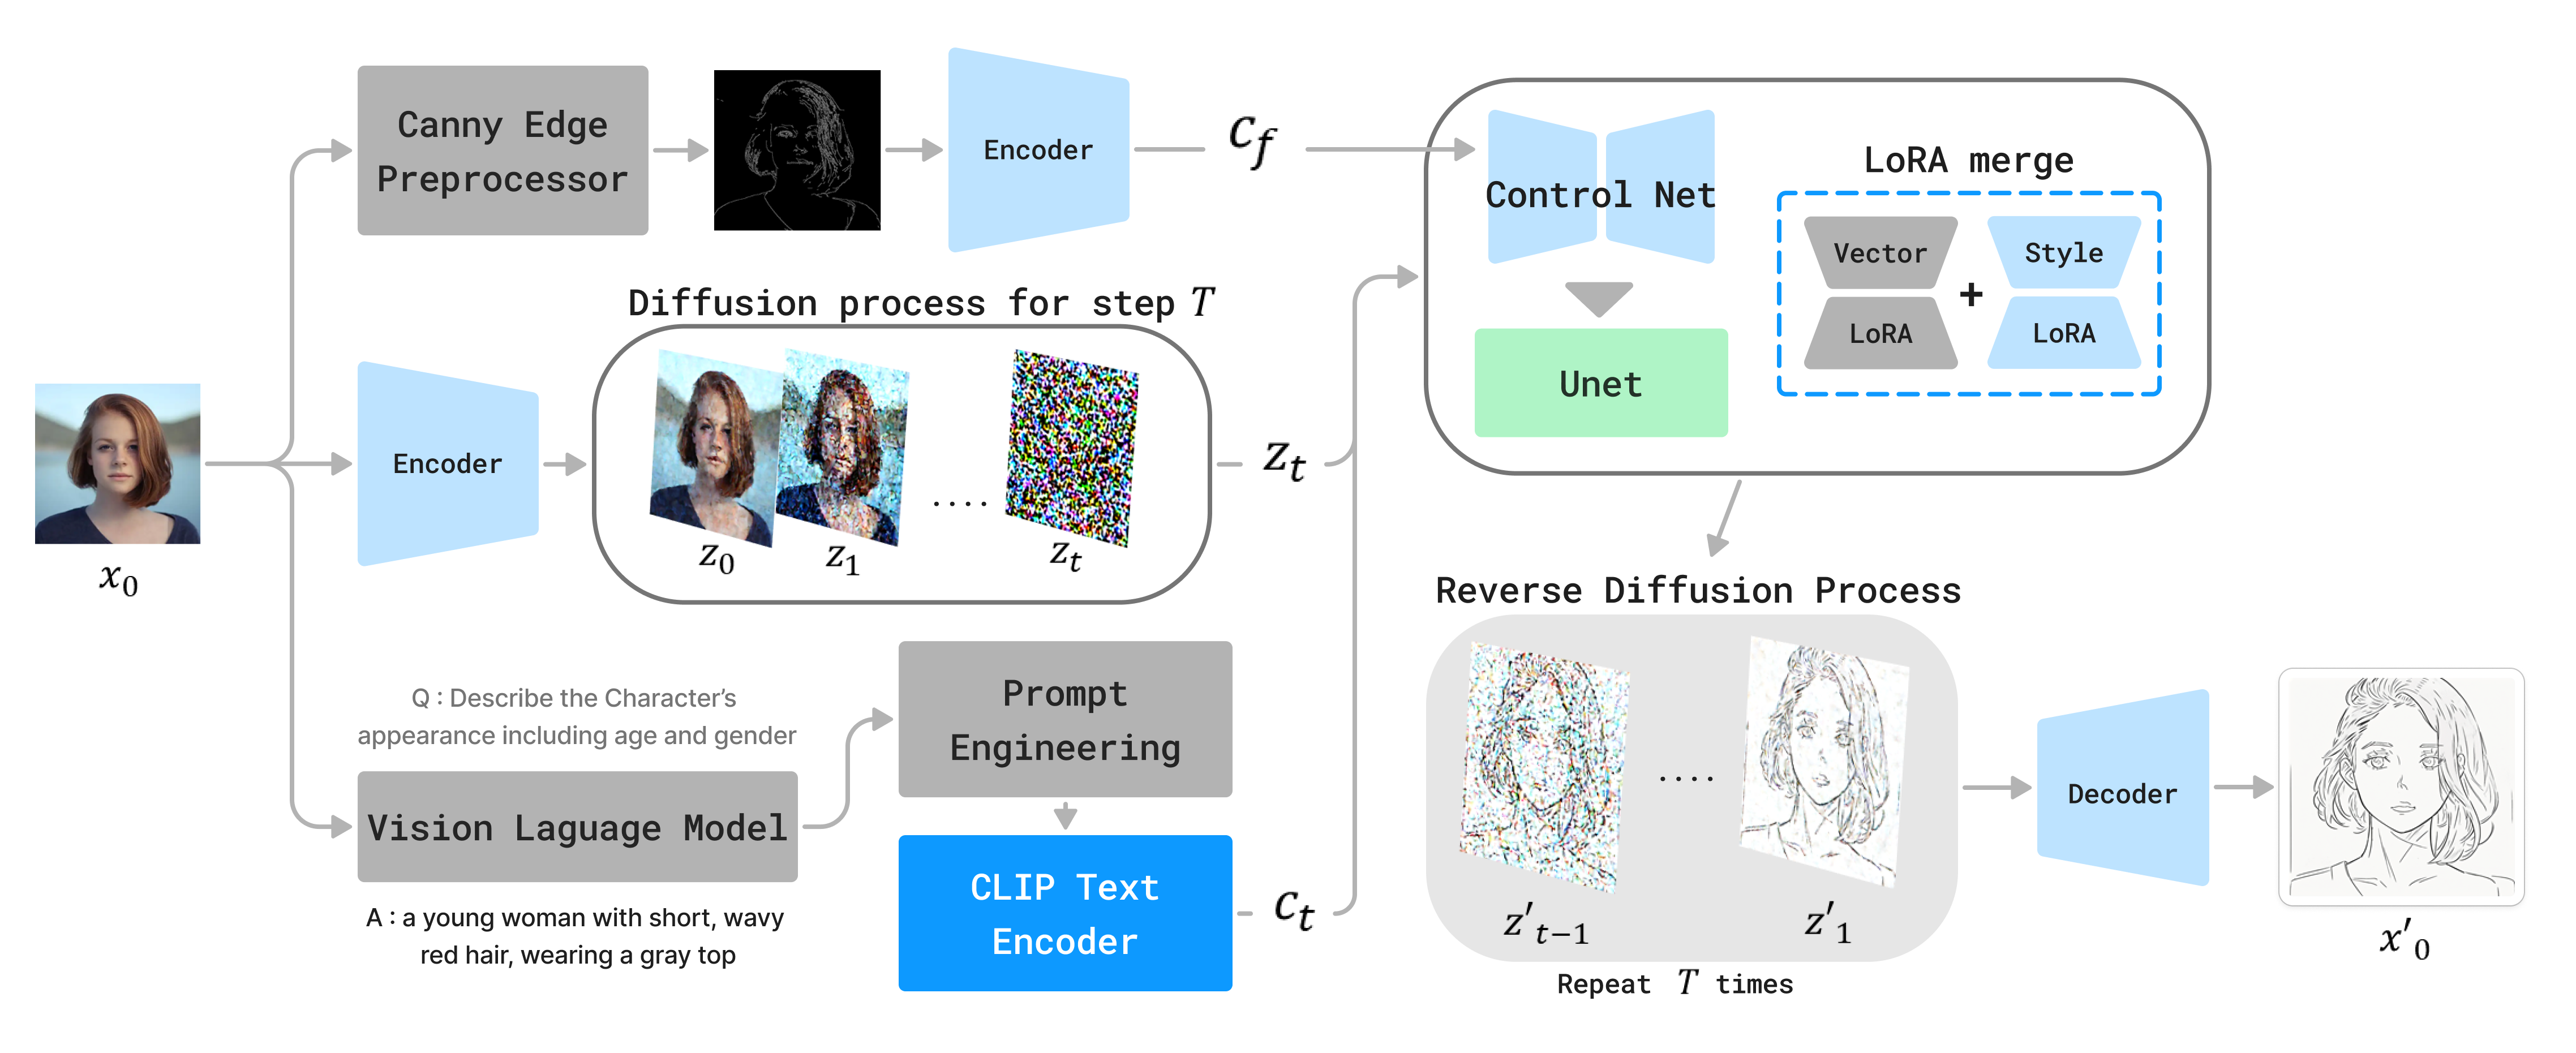 Canny Edge
Preprocessor
Encoder
C_f
Control Net
LoRA merge
Vector
LoRA
+
Style
LoRA
Unet
Diffusion process for step T
x_0
Encoder
z_0
z_1
....
z_t
z_t
Q : Describe the Character’s
appearance including age and gender
Vision Laguage Model
A : a young woman with short, wavy
red hair, wearing a gray top
Prompt
Engineering
CLIP Text
Encoder
C_t
Reverse Diffusion Process
z'_{t−1}
....
z'_1
Repeat T times
Decoder
x'_0